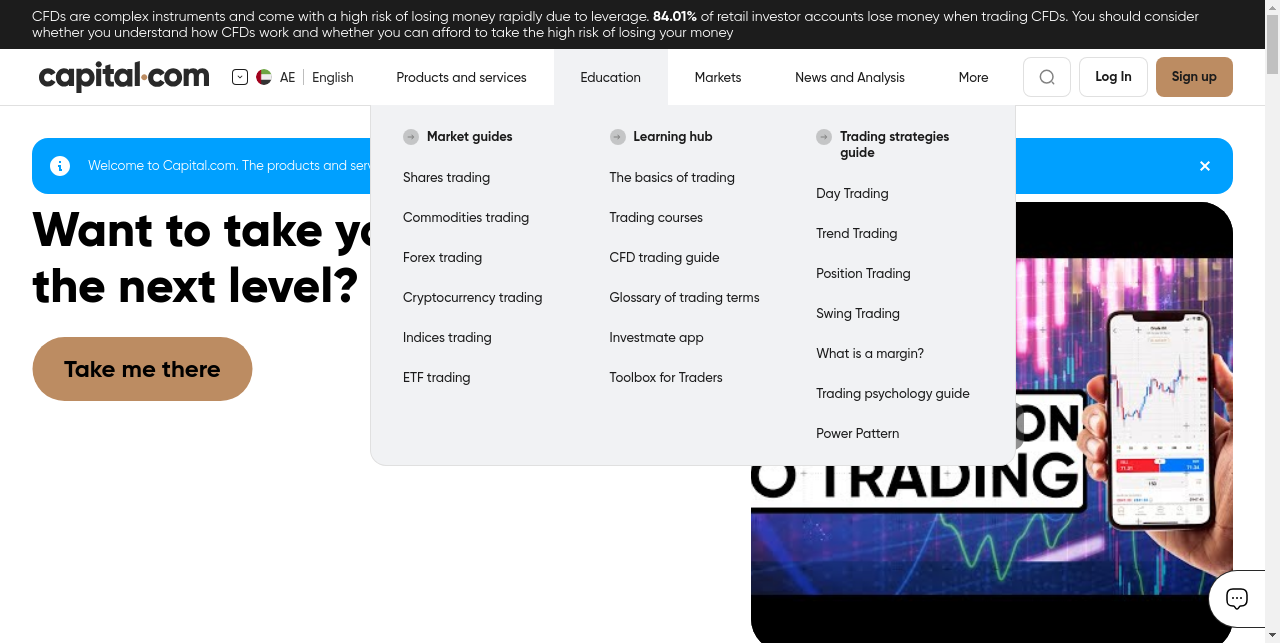 CFDs are complex instruments and come with a high risk of losing money rapidly due to leverage. 84.01% of retail investor accounts lose money when trading CFDs. You should consider
whether you understand how CFDs work and whether you can afford to take the high risk of losing your money
capital.com
AE
English
Products and services
Education
Markets
News and Analysis
More
Log In
Sign up
Market guides
Shares trading
Commodities trading
Forex trading
Cryptocurrency trading
Indices trading
ETF trading
Learning hub
The basics of trading
Trading courses
CFD trading guide
Glossary of trading terms
Investmate app
Toolbox for Traders
Trading strategies
guide
Day Trading
Trend Trading
Position Trading
Swing Trading
What is a margin?
Trading psychology guide
Power Pattern
Welcome to Capital.com. The products and
Want to take
the next level?
Take me there
ON
O TRADING